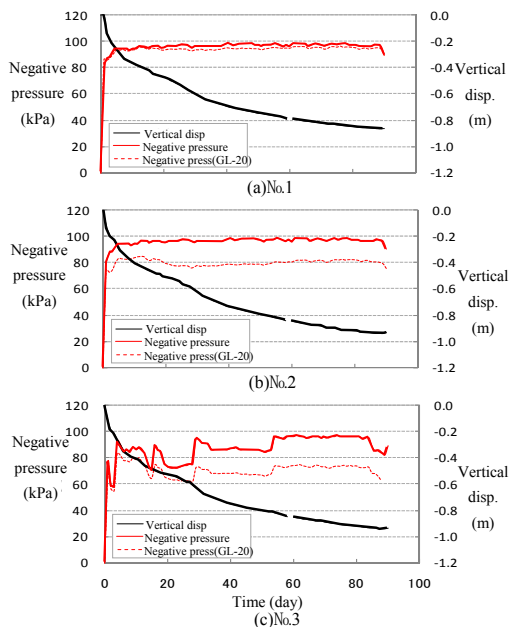 120
100
80
60
40
20
0
Negative
pressure
(kPa)
0.0
-0.2
-0.4
-0.6
-0.8
-1.0
-1.2
Vertical
disp.
(m)
Vertical disp
Negative pressure
Negative press(GL-20)
(a)№.1
120
100
80
60
40
20
0
Negative
pressure
(kPa)
0.0
-0.2
-0.4
-0.6
-0.8
-1.0
-1.2
Vertical
disp.
(m)
Vertical disp
Negative pressure
Negative press(GL-20)
(b)№.2
120
100
80
60
40
20
0
Negative
pressure
(kPa)
0.0
-0.2
-0.4
-0.6
-0.8
-1.0
-1.2
Vertical
disp.
(m)
Vertical disp
Negative pressure
Negative press(GL-20)
0 20 40 60 80 100
Time (day)
(c)№.3